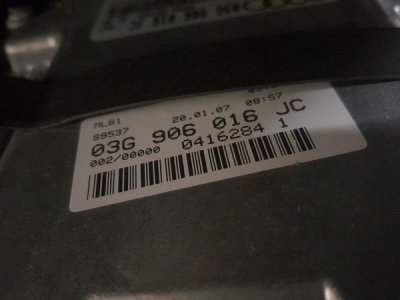 MLB1 20.01.07 08:57
S9537
03G 906 016 JC
002/00000 0416284 1